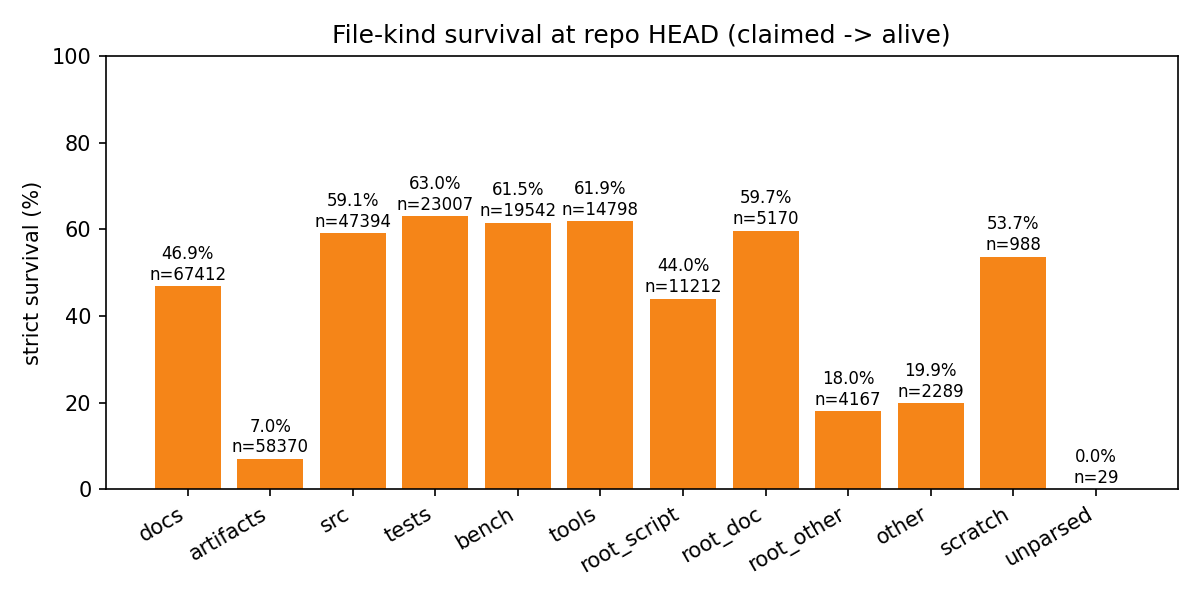 File-kind survival at repo HEAD (claimed -> alive)
strict survival (%)
100
80
60
40
20
0
46.9%
n=67412
7.0%
n=58370
59.1%
n=47394
63.0%
n=23007
61.5%
n=19542
61.9%
n=14798
44.0%
n=11212
59.7%
n=5170
18.0%
n=4167
19.9%
n=2289
53.7%
n=988
0.0%
n=29
docs
artifacts
src
tests
bench
tools
root_script
root_doc
root_other
other
scratch
unparsed